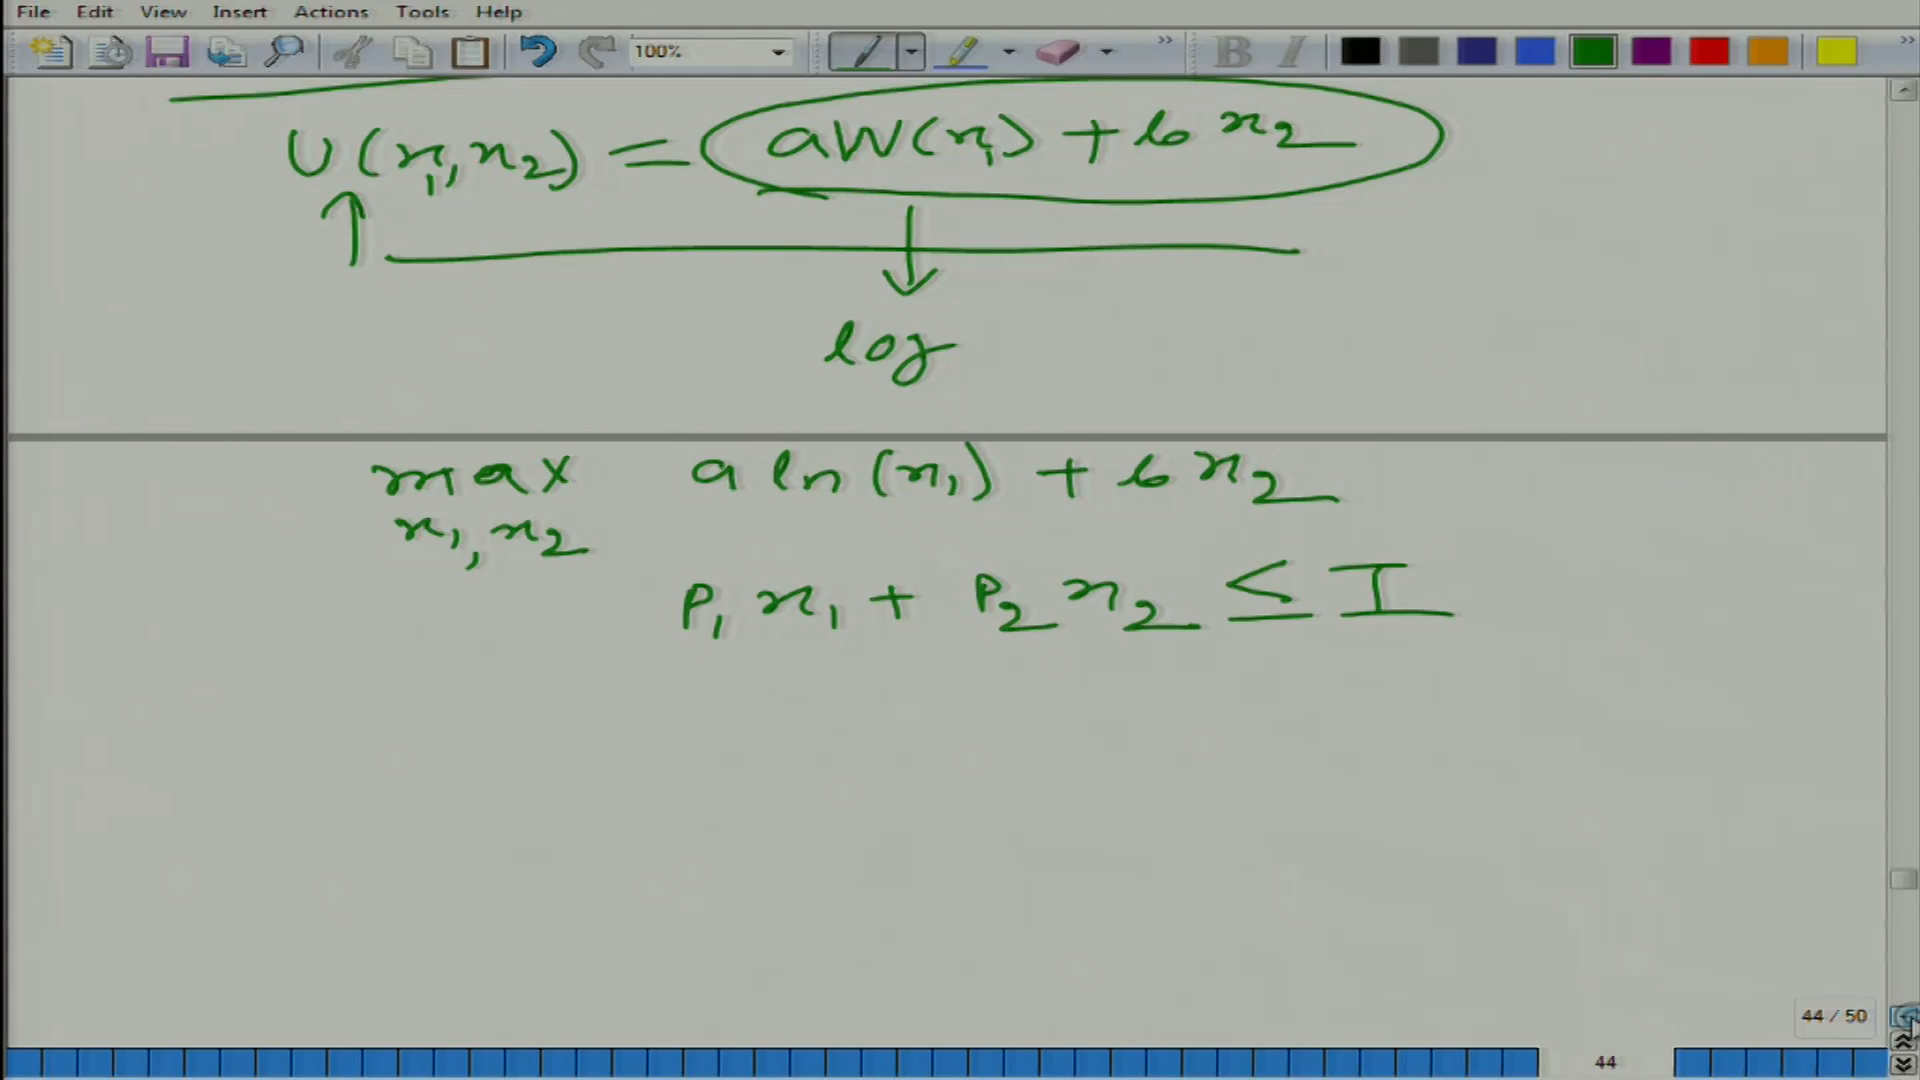 File Edit View Insert Actions Tools Help
100%
U(x₁,x₂) = aW(x₁) + b x₂
log
max a ln(x₁) + b x₂
x₁,x₂
P₁ x₁ + P₂ x₂ ≤ I
44 / 50
44